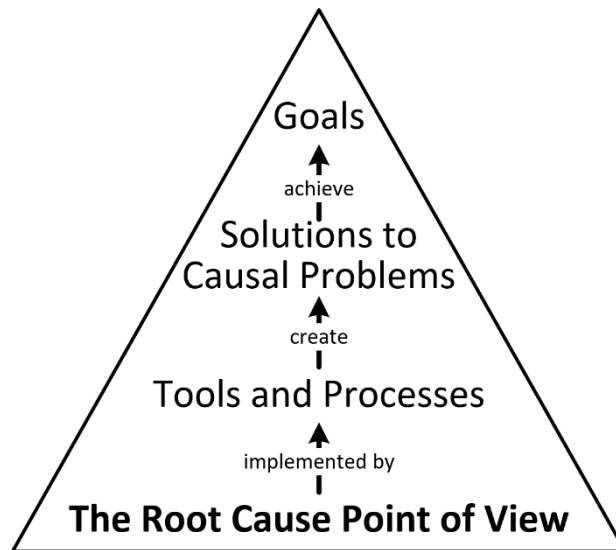 Goals
achieve
Solutions to
Causal Problems
create
Tools and Processes
implemented by
The Root Cause Point of View